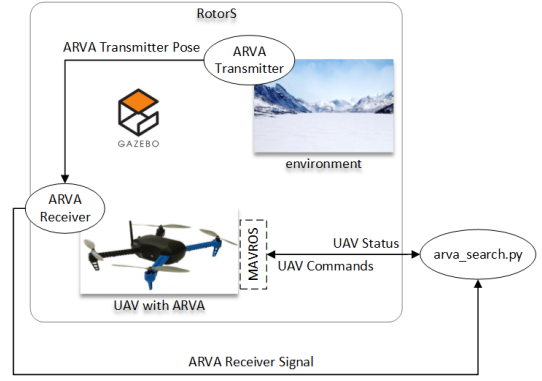 RotorS
ARVA Transmitter Pose
ARVA
Transmitter
GAZEBO
environment
ARVA
Receiver
MAVROS
UAV Status
UAV Commands
arva_search.py
UAV with ARVA
ARVA Receiver Signal